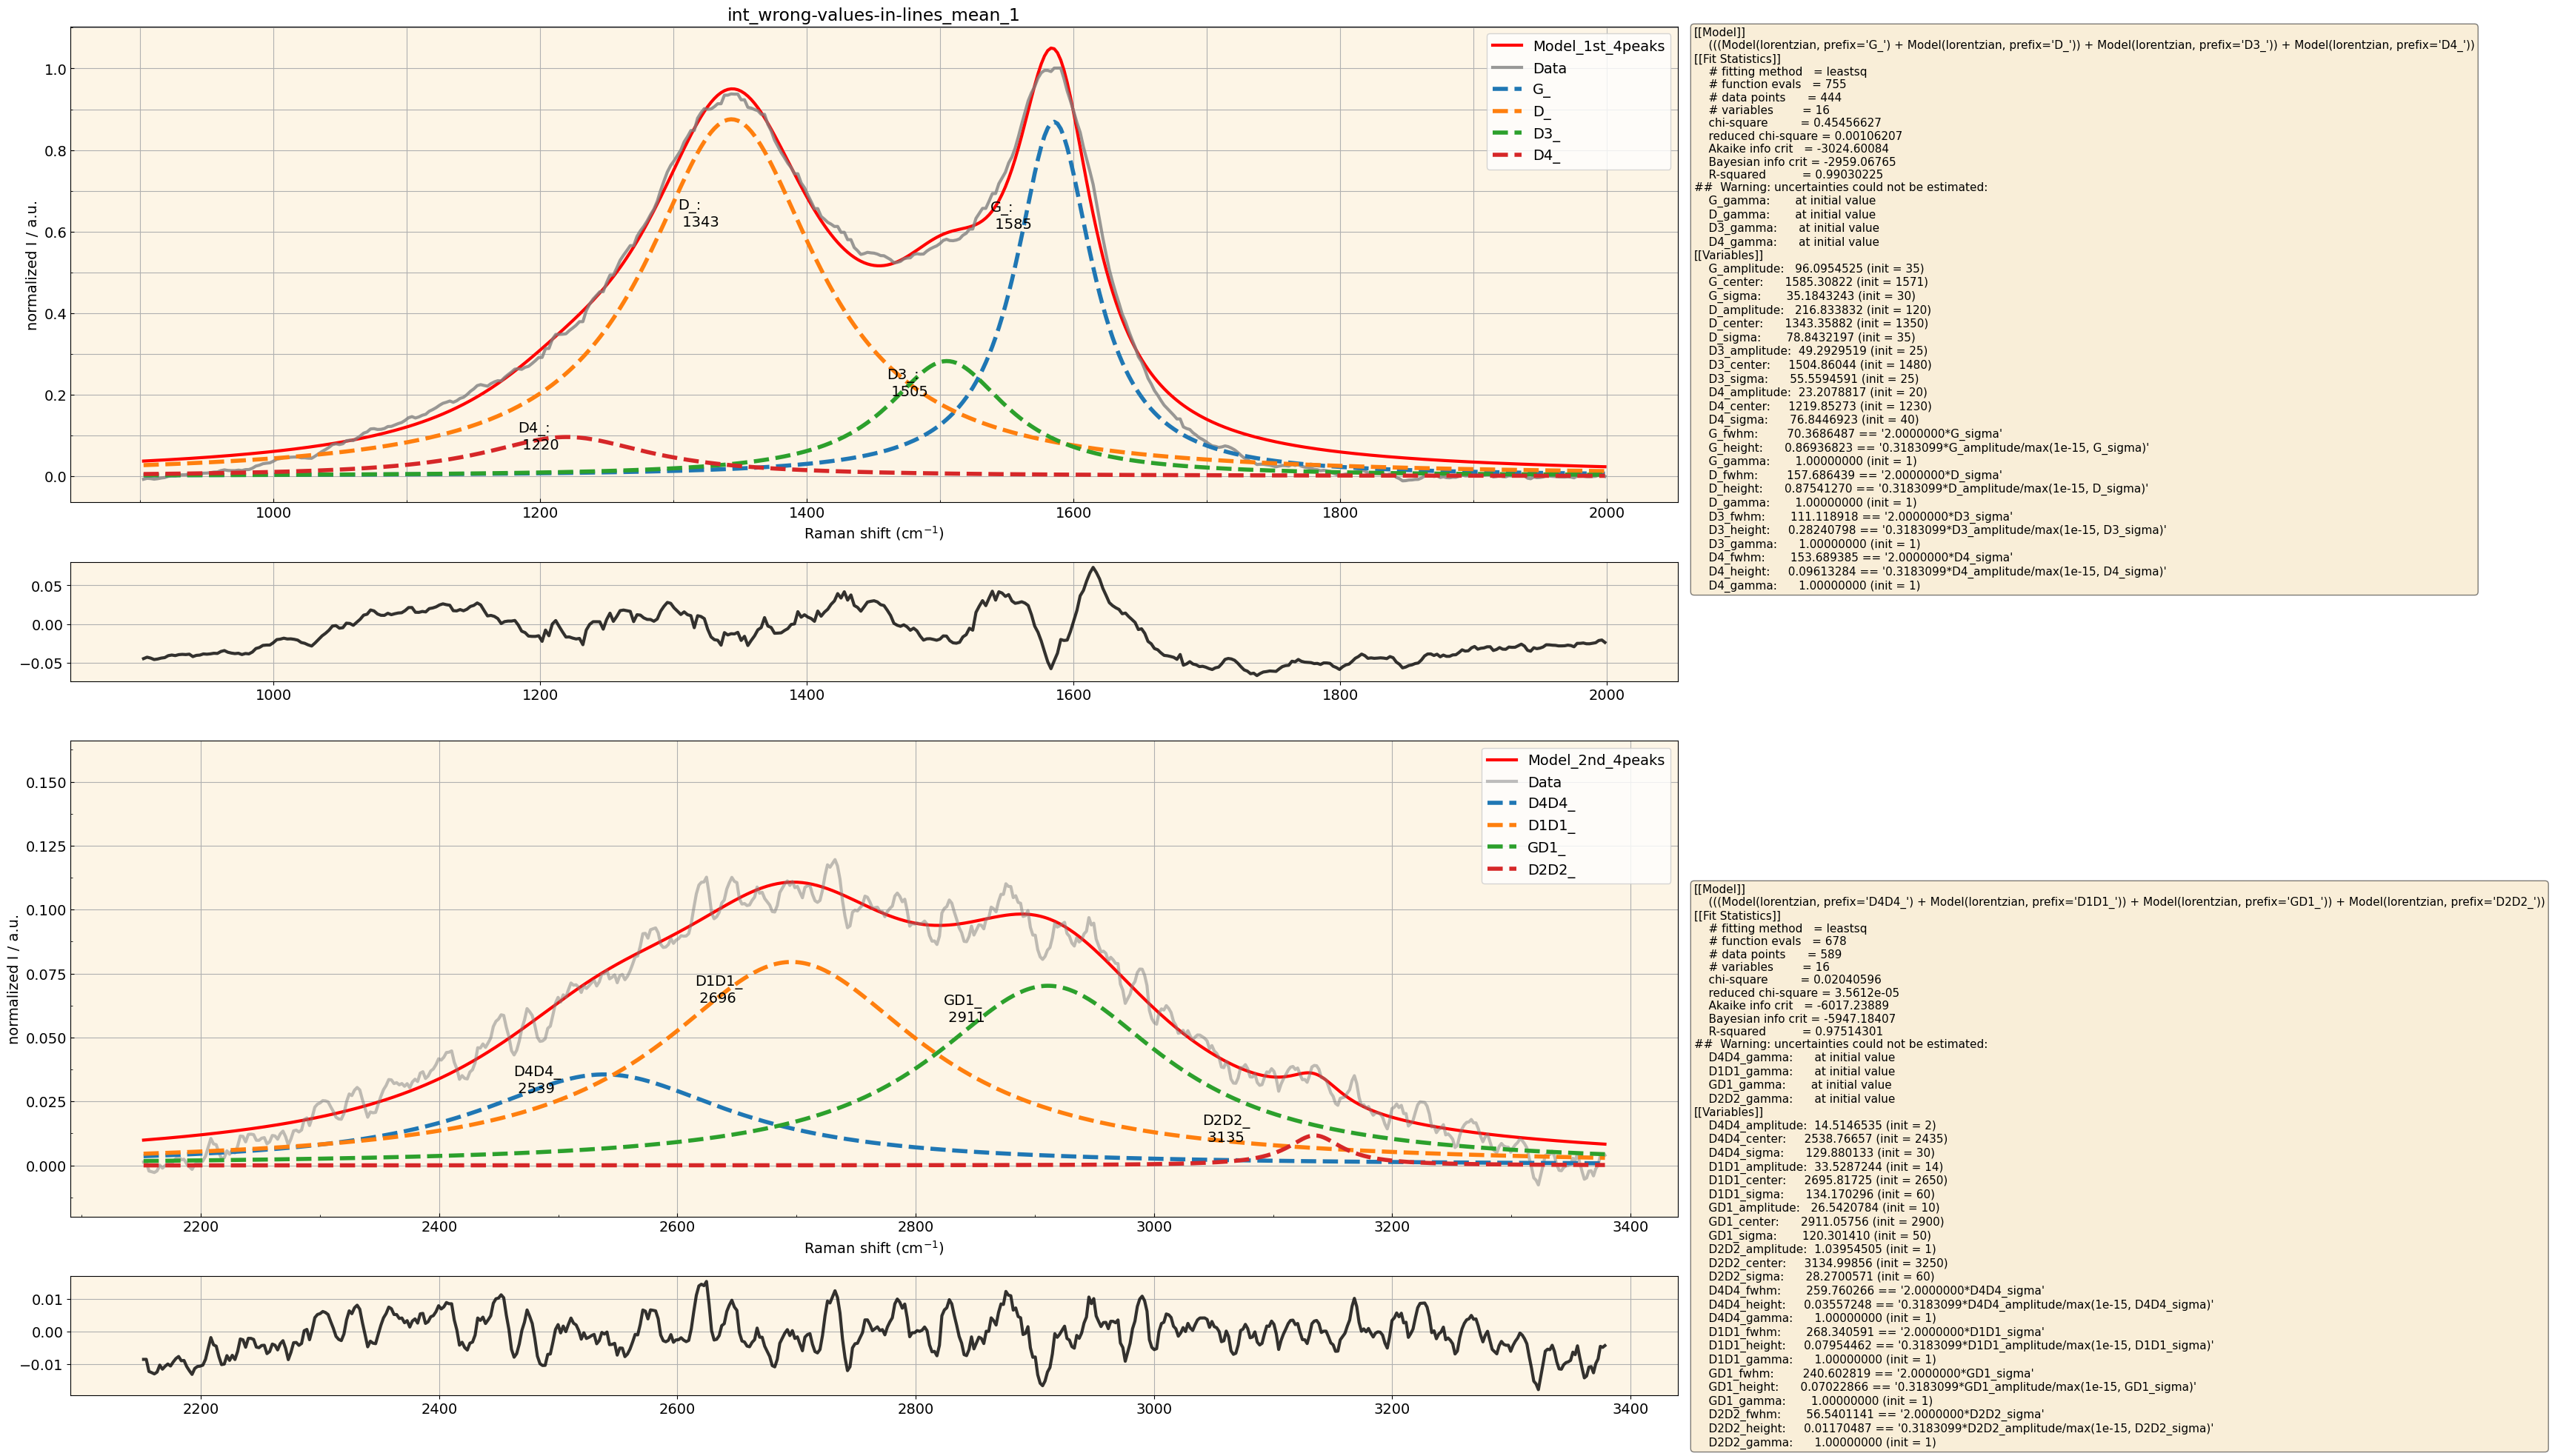 int_wrong-values-in-lines_mean_1
normalized I / a.u.
1.0
0.8
0.6
0.4
0.2
0.0
Model_1st_4peaks
Data
G_
D_
D3_
D4_
D_:
1343
G_:
1585
D3_:
1505
D4_:
1220
1000 1200 1400 1600 1800 2000
Raman shift (cm⁻¹)
0.05
0.00
−0.05
1000 1200 1400 1600 1800 2000
[[Model]]
(((Model(lorentzian, prefix='G_') + Model(lorentzian, prefix='D_')) + Model(lorentzian, prefix='D3_')) + Model(lorentzian, prefix='D4_'))
[[Fit Statistics]]
# fitting method = leastsq
# function evals = 755
# data points = 444
# variables = 16
chi-square = 0.45456627
reduced chi-square = 0.00106207
Akaike info crit = -3024.60084
Bayesian info crit = -2959.06765
R-squared = 0.99030225
## Warning: uncertainties could not be estimated:
G_gamma: at initial value
D_gamma: at initial value
D3_gamma: at initial value
D4_gamma: at initial value
[[Variables]]
G_amplitude: 96.0954525 (init = 35)
G_center: 1585.30822 (init = 1571)
G_sigma: 35.1843243 (init = 30)
D_amplitude: 216.833832 (init = 120)
D_center: 1343.35882 (init = 1350)
D_sigma: 78.8432197 (init = 35)
D3_amplitude: 49.2929519 (init = 25)
D3_center: 1504.86044 (init = 1480)
D3_sigma: 55.5594591 (init = 25)
D4_amplitude: 23.2078817 (init = 20)
D4_center: 1219.85273 (init = 1230)
D4_sigma: 76.8446923 (init = 40)
G_fwhm: 70.3686487 == '2.0000000*G_sigma'
G_height: 0.86936823 == '0.3183099*G_amplitude/max(1e-15, G_sigma)'
G_gamma: 1.00000000 (init = 1)
D_fwhm: 157.686439 == '2.0000000*D_sigma'
D_height: 0.87541270 == '0.3183099*D_amplitude/max(1e-15, D_sigma)'
D_gamma: 1.00000000 (init = 1)
D3_fwhm: 111.118918 == '2.0000000*D3_sigma'
D3_height: 0.28240798 == '0.3183099*D3_amplitude/max(1e-15, D3_sigma)'
D3_gamma: 1.00000000 (init = 1)
D4_fwhm: 153.689385 == '2.0000000*D4_sigma'
D4_height: 0.09613284 == '0.3183099*D4_amplitude/max(1e-15, D4_sigma)'
D4_gamma: 1.00000000 (init = 1)
normalized I / a.u.
0.150
0.125
0.100
0.075
0.050
0.025
0.000
Model_2nd_4peaks
Data
D4D4_
D1D1_
GD1_
D2D2_
D1D1_
2696
GD1_
2911
D4D4_
2539
D2D2_
3135
2200 2400 2600 2800 3000 3200 3400
Raman shift (cm⁻¹)
0.01
0.00
−0.01
2200 2400 2600 2800 3000 3200 3400
[[Model]]
(((Model(lorentzian, prefix='D4D4_') + Model(lorentzian, prefix='D1D1_')) + Model(lorentzian, prefix='GD1_')) + Model(lorentzian, prefix='D2D2_'))
[[Fit Statistics]]
# fitting method = leastsq
# function evals = 678
# data points = 589
# variables = 16
chi-square = 0.02040596
reduced chi-square = 3.5612e-05
Akaike info crit = -6017.23889
Bayesian info crit = -5947.18407
R-squared = 0.97514301
## Warning: uncertainties could not be estimated:
D4D4_gamma: at initial value
D1D1_gamma: at initial value
GD1_gamma: at initial value
D2D2_gamma: at initial value
[[Variables]]
D4D4_amplitude: 14.5146535 (init = 2)
D4D4_center: 2538.76657 (init = 2435)
D4D4_sigma: 129.880133 (init = 30)
D1D1_amplitude: 33.5287244 (init = 14)
D1D1_center: 2695.81725 (init = 2650)
D1D1_sigma: 134.170296 (init = 60)
GD1_amplitude: 26.5420784 (init = 10)
GD1_center: 2911.05756 (init = 2900)
GD1_sigma: 120.301410 (init = 50)
D2D2_amplitude: 1.03954505 (init = 1)
D2D2_center: 3134.99856 (init = 3250)
D2D2_sigma: 28.2700571 (init = 60)
D4D4_fwhm: 259.760266 == '2.0000000*D4D4_sigma'
D4D4_height: 0.03557248 == '0.3183099*D4D4_amplitude/max(1e-15, D4D4_sigma)'
D4D4_gamma: 1.00000000 (init = 1)
D1D1_fwhm: 268.340591 == '2.0000000*D1D1_sigma'
D1D1_height: 0.07954462 == '0.3183099*D1D1_amplitude/max(1e-15, D1D1_sigma)'
D1D1_gamma: 1.00000000 (init = 1)
GD1_fwhm: 240.602819 == '2.0000000*GD1_sigma'
GD1_height: 0.07022866 == '0.3183099*GD1_amplitude/max(1e-15, GD1_sigma)'
GD1_gamma: 1.00000000 (init = 1)
D2D2_fwhm: 56.5401141 == '2.0000000*D2D2_sigma'
D2D2_height: 0.01170487 == '0.3183099*D2D2_amplitude/max(1e-15, D2D2_sigma)'
D2D2_gamma: 1.00000000 (init = 1)